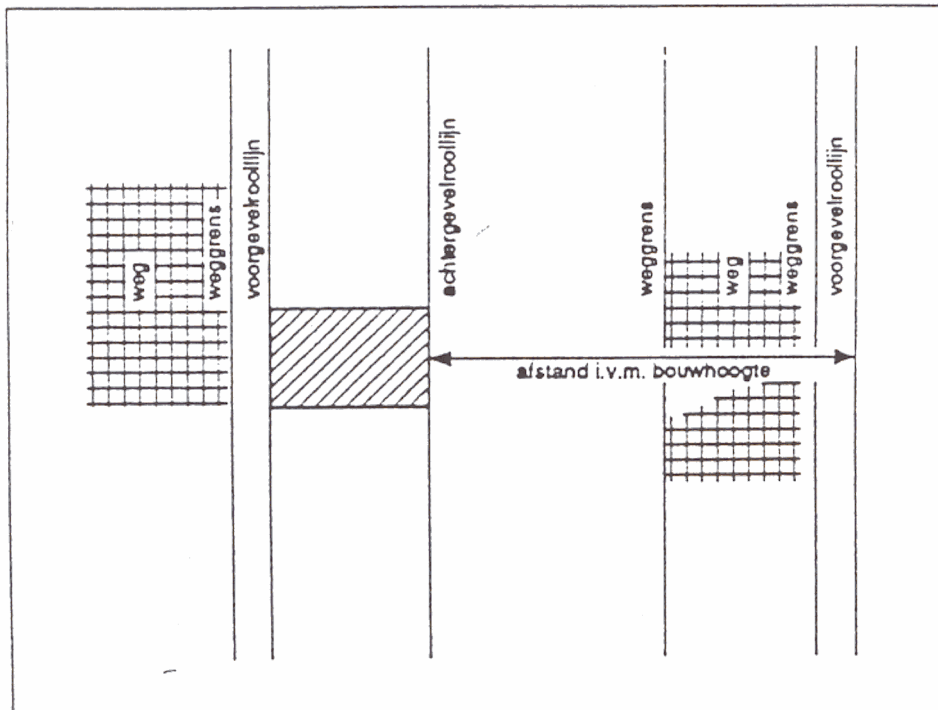 weg
weggrens
voorgevelrooilijn
achtergevelrooilijn
weggrens
weg
weggrens
voorgevelrooilijn
afstand i.v.m. bouwhoogte